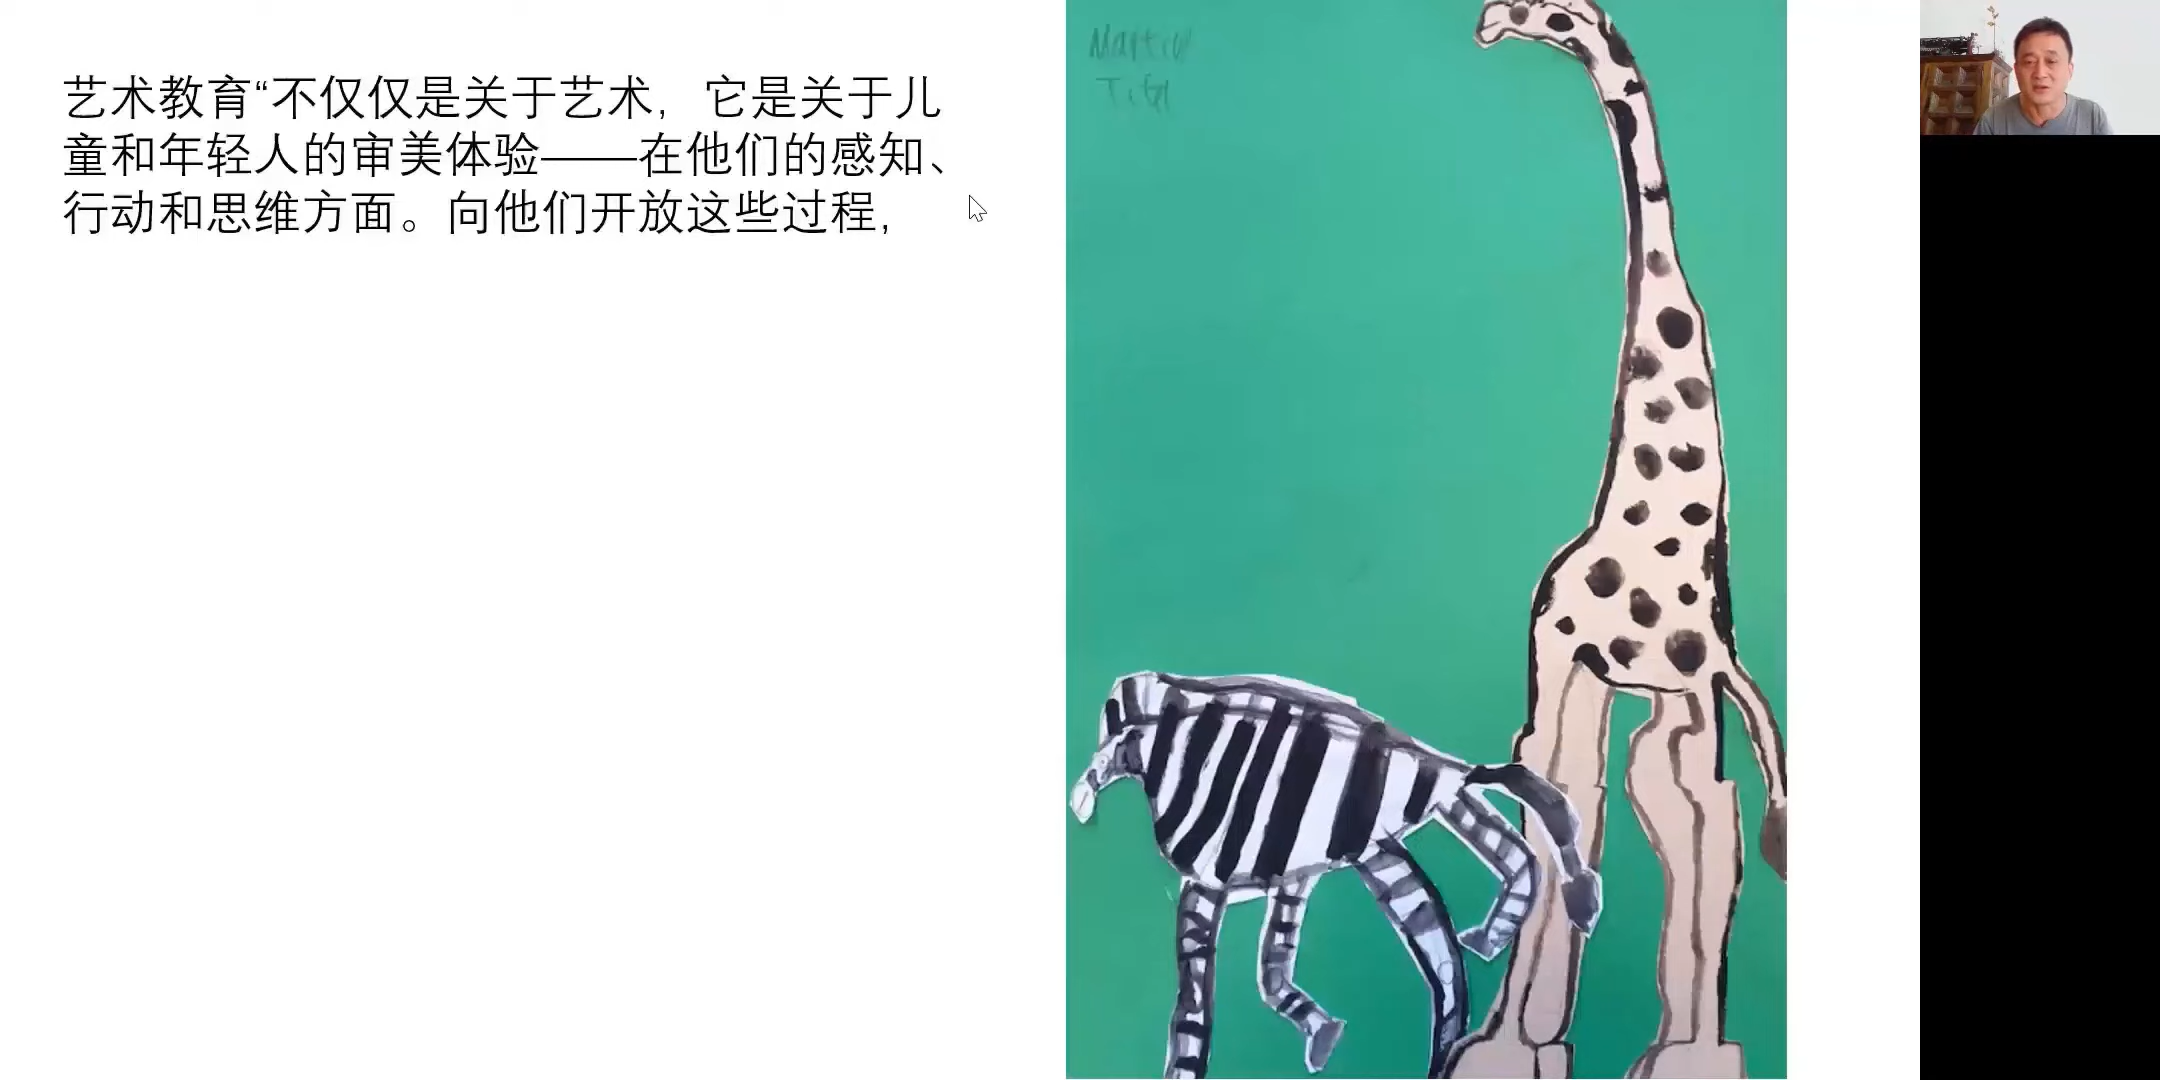 艺术教育“不仅仅是关于艺术，它是关于儿
童和年轻人的审美体验——在他们的感知、
行动和思维方面。向他们开放这些过程，